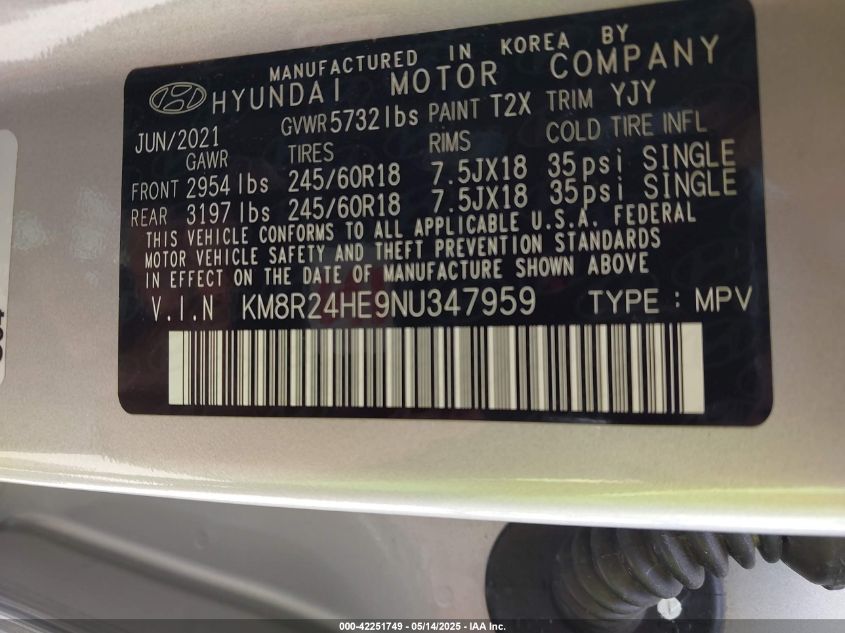 MANUFACTURED IN KOREA BY
HYUNDAI MOTOR COMPANY
JUN/2021 GVWR 5732 lbs PAINT T2X TRIM YJY
GAWR TIRES RIMS COLD TIRE INFL
FRONT 2954 lbs 245/60R18 7.5JX18 35psi SINGLE
REAR 3197 lbs 245/60R18 7.5JX18 35psi SINGLE
THIS VEHICLE CONFORMS TO ALL APPLICABLE U.S.A. FEDERAL
MOTOR VEHICLE SAFETY AND THEFT PREVENTION STANDARDS
IN EFFECT ON THE DATE OF MANUFACTURE SHOWN ABOVE
V.I.N KM8R24HE9NU347959 TYPE : MPV
000-42251749 - 05/14/2025 - IAA Inc.